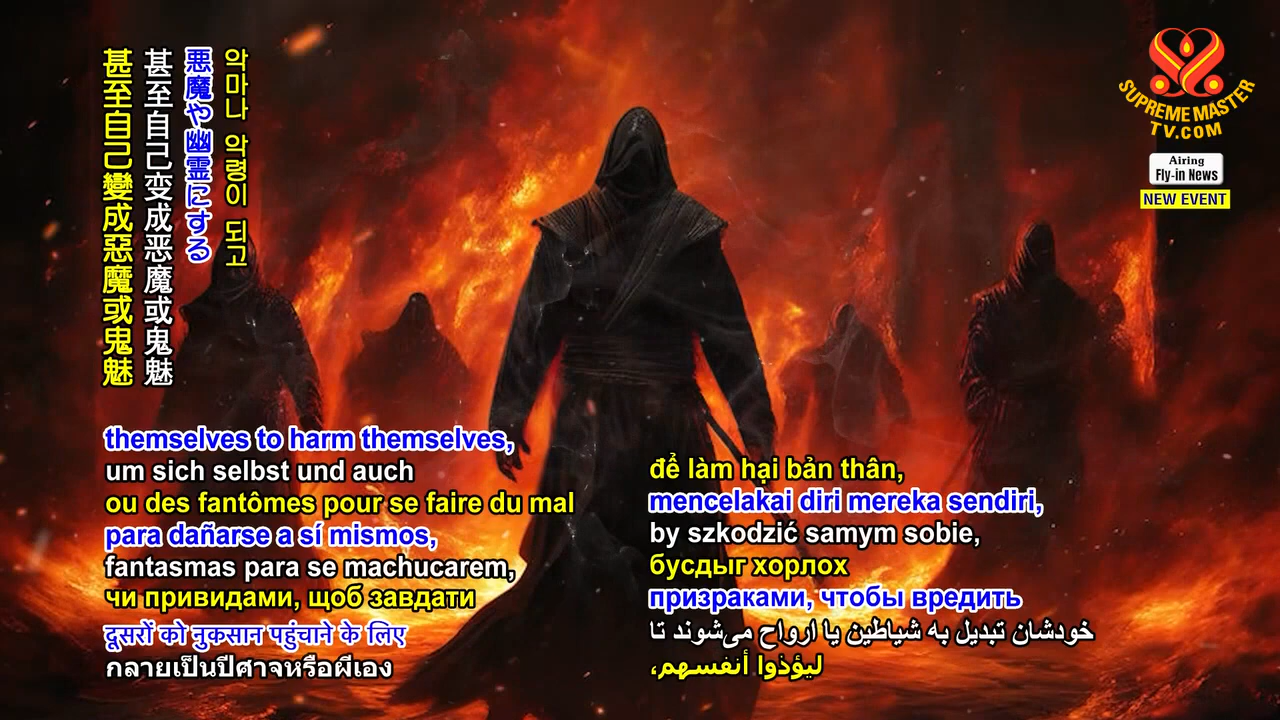 甚至自己變成惡魔或鬼魅
甚至自己变成恶魔或鬼魅
悪魔や幽霊にする
악마나 악령이 되고
SUPREME MASTER
TV.COM
Airing
Fly-in News
NEW EVENT
themselves to harm themselves,
um sich selbst und auch
ou des fantômes pour se faire du mal
para dañarse a sí mismos,
fantasmas para se machucarem,
чи привидами, щоб завдати
दूसरों को नुकसान पहुंचाने के लिए
กลายเป็นปีศาจหรือผีเอง
để làm hại bản thân,
mencelakai diri mereka sendiri,
by szkodzić samym sobie,
бусдыг хорлох
призраками, чтобы вредить
خودشان تبدیل به شیاطین یا ارواح می‌شوند تا
ليؤذوا أنفسهم،